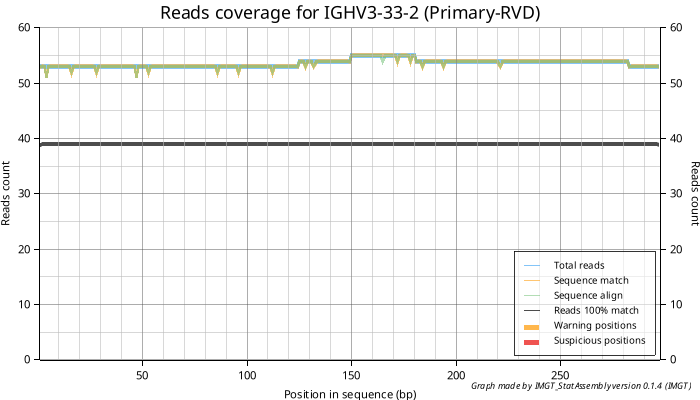 Reads coverage for IGHV3-33-2 (Primary-RVD)
60 60
50 50
40 40
Reads count Reads count
30 30
20 20
10 10
0 0
Total reads
Sequence match
Sequence align
Reads 100% match
Warning positions
Suspicious positions
50 100 150 200 250
Position in sequence (bp)
Graph made by IMGT_StatAssembly version 0.1.4 (IMGT)